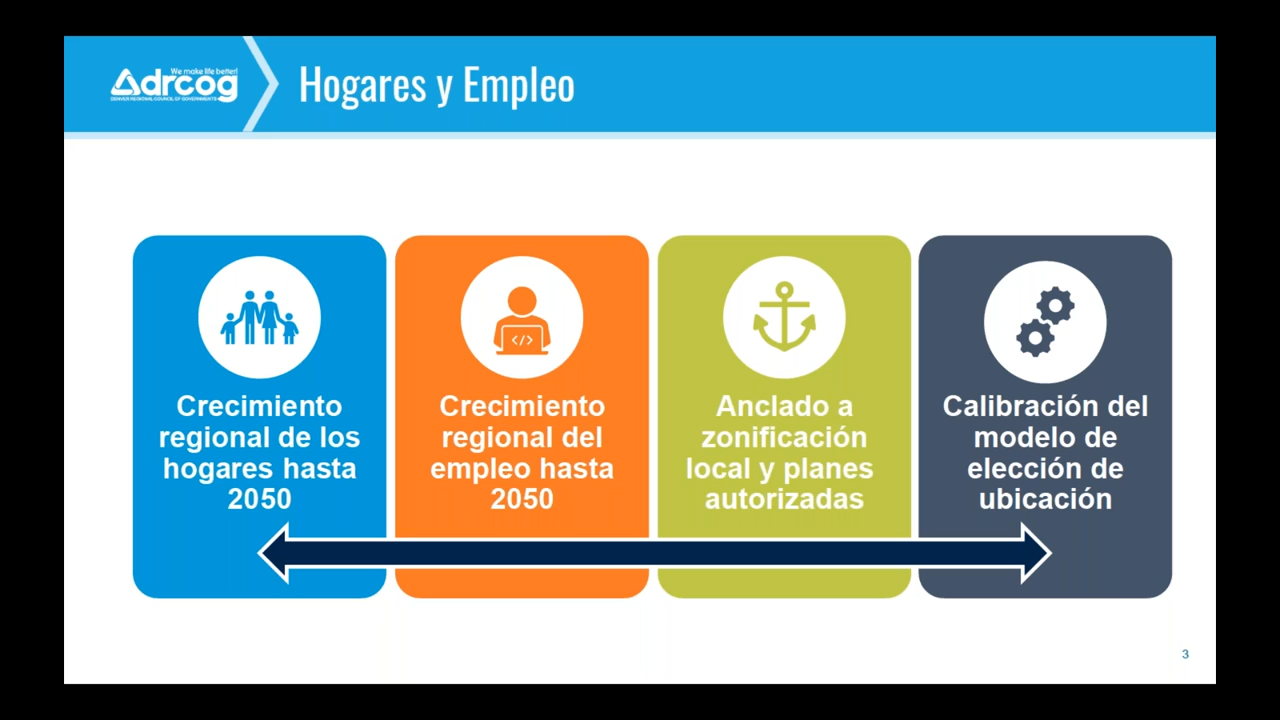 We make life better!
drcog
DENVER REGIONAL COUNCIL OF GOVERNMENTS
Hogares y Empleo
Crecimiento
regional de los
hogares hasta
2050
</>
Crecimiento
regional del
empleo hasta
2050
Anclado a
zonificación
local y planes
autorizadas
Calibración del
modelo de
elección de
ubicación
3